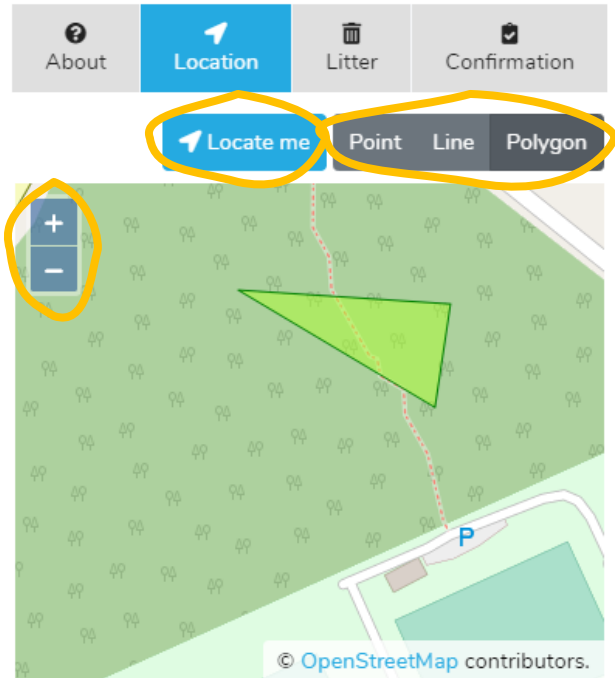 About
Location
Litter
Confirmation
Locate me
Point
Line
Polygon
+
−
P
© OpenStreetMap contributors.